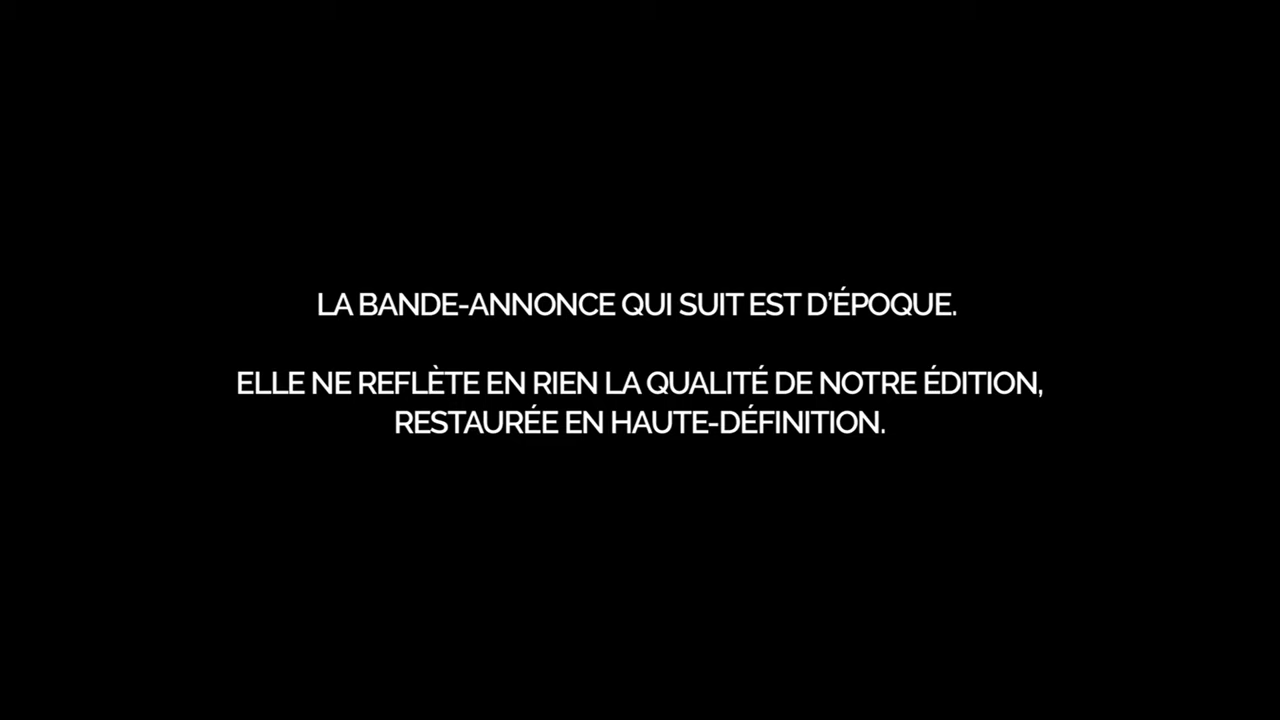 LA BANDE-ANNONCE QUI SUIT EST D’ÉPOQUE.
ELLE NE REFLÈTE EN RIEN LA QUALITÉ DE NOTRE ÉDITION,
RESTAURÉE EN HAUTE-DÉFINITION.